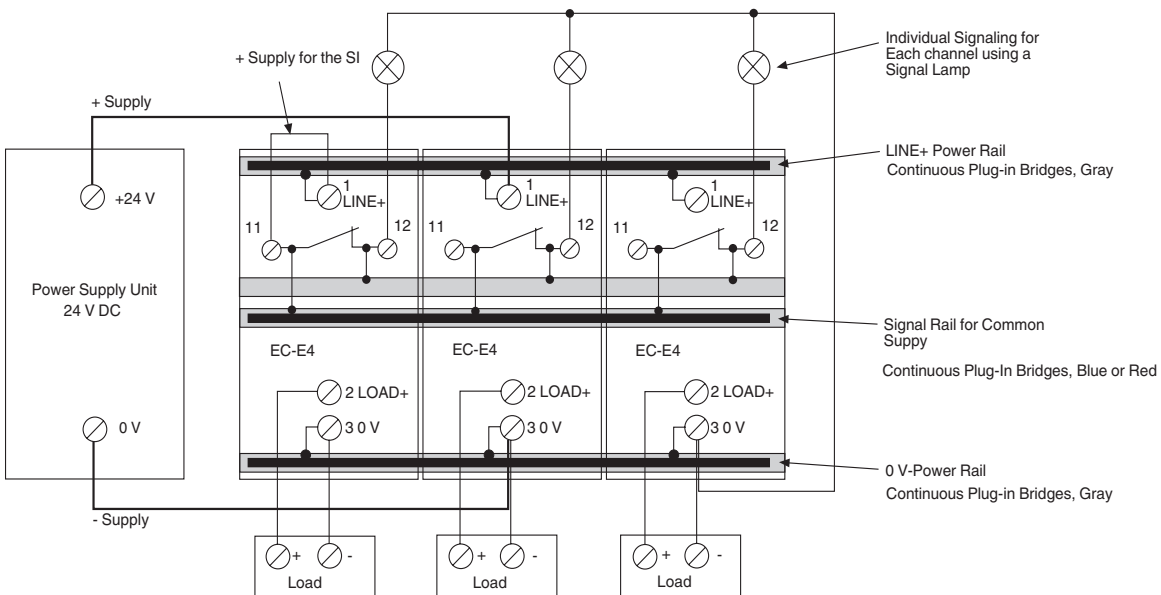 Individual Signaling for
Each channel using a
Signal Lamp
+ Supply for the SI
+ Supply
LINE+ Power Rail
Continuous Plug-in Bridges, Gray
+24 V
1
LINE+
1
LINE+
1
LINE+
11
12
11
12
11
12
Power Supply Unit
24 V DC
Signal Rail for Common
Suppy
Continuous Plug-In Bridges, Blue or Red
EC-E4
EC-E4
EC-E4
2 LOAD+
2 LOAD+
2 LOAD+
0 V
3 0 V
3 0 V
3 0 V
0 V-Power Rail
Continuous Plug-in Bridges, Gray
- Supply
+ -
Load
+ -
Load
+ -
Load